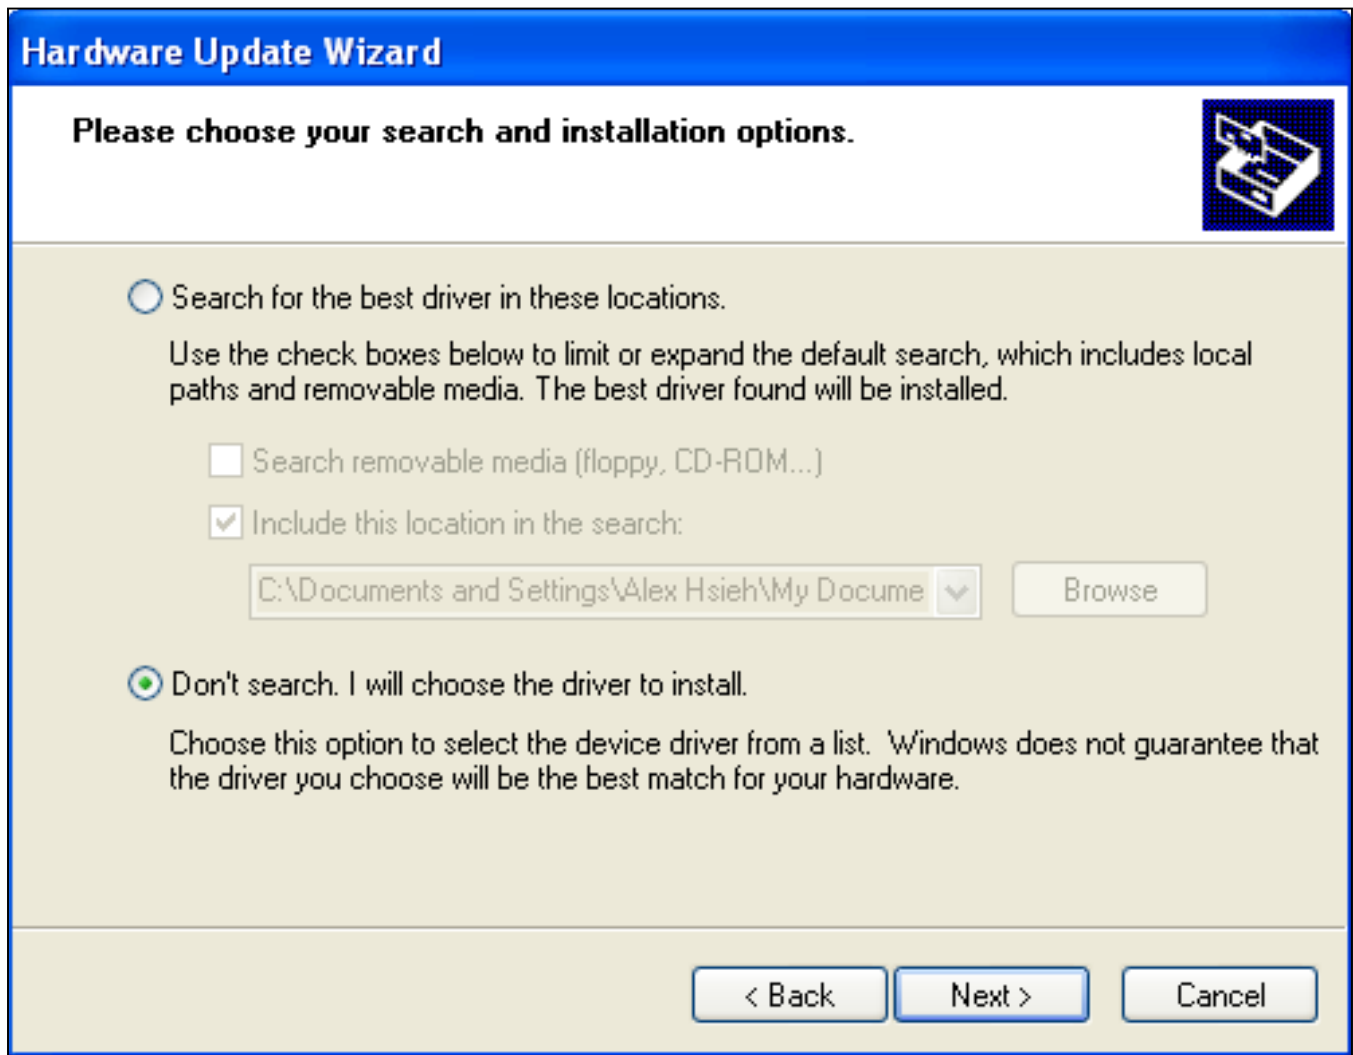 Hardware Update Wizard
Please choose your search and installation options.
Search for the best driver in these locations.
Use the check boxes below to limit or expand the default search, which includes local
paths and removable media. The best driver found will be installed.
Search removable media (floppy, CD-ROM...)
Include this location in the search:
C:\Documents and Settings\Alex Hsieh\My Docume
Browse
Don't search. I will choose the driver to install.
Choose this option to select the device driver from a list.  Windows does not guarantee that
the driver you choose will be the best match for your hardware.
< Back
Next >
Cancel